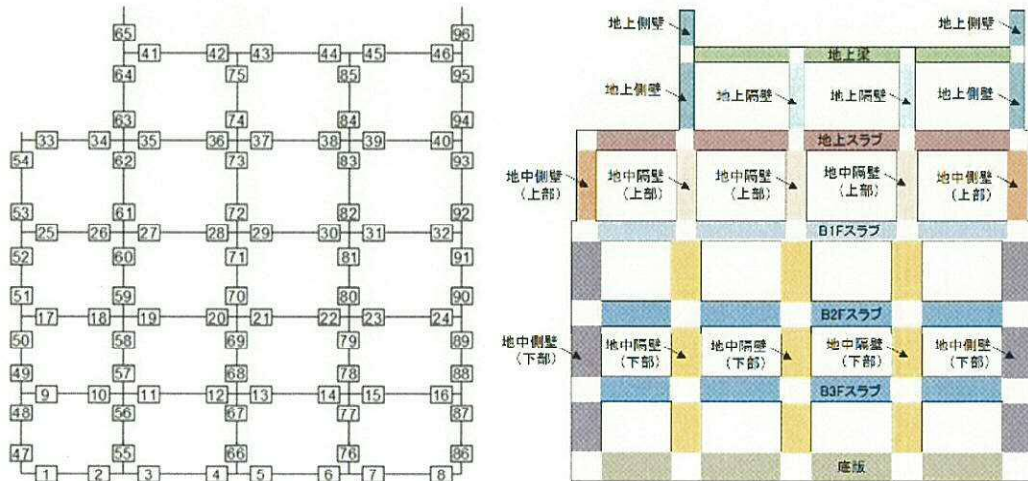 65 96
41 42 43 44 45 46
64 75 85 95
63 74 84 94
33 34 35 36 37 38 39 40
54 62 73 83 93
53 61 72 82 92
25 26 27 28 29 30 31 32
52 60 71 81 91
51 59 70 80 90
17 18 19 20 21 22 23 24
50 58 69 79 89
49 57 68 78 88
9 10 11 12 13 14 15 16
48 56 67 77 87
47 55 66 76 86
1 2 3 4 5 6 7 8
地上側壁 地上側壁
地上梁
地上側壁 地上隔壁 地上隔壁 地上側壁
地上スラブ
地中側壁 地中隔壁 地中隔壁 地中隔壁 地中側壁
(上部) (上部) (上部) (上部) (上部)
B1Fスラブ
B2Fスラブ
地中側壁 地中隔壁 地中隔壁 地中隔壁 地中側壁
(下部) (下部) (下部) (下部) (下部)
B3Fスラブ
底版